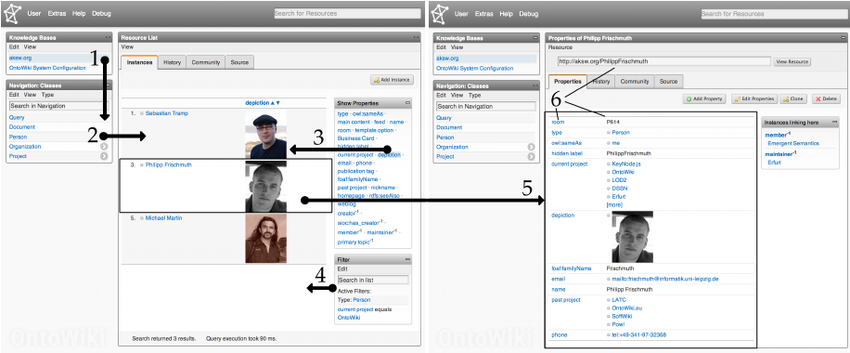 User Extras Help Debug
Search for Resources
Knowledge Bases
Edit View
aksw.org
OntoWiki System Configuration
1
Navigation: Classes
Edit View Type
Search in Navigation
Query
Document
2
Person
Organization
Project
Resource List
View
Instances History Community Source
Add Instance
depiction
1. Sebastian Tramp
3. Philipp Frischmuth
5. Michael Martin
3
Show Properties
type · owl:sameAs ·
main content · feed · name ·
room · template option ·
Business Card ·
hidden label ·
current project · depiction ·
email · phone ·
publication tag ·
foaf:familyName ·
past project · nickname ·
homepage · rdfs:seeAlso ·
weblog
creator-1 ·
sioc:has_creator-1 ·
member-1 · maintainer-1 ·
primary topic-1
4
Filter
Edit
Search in list
Active Filters:
Type: Person
current project equals
OntoWiki
Search returned 3 results. Query execution took 90 ms.
OntoWiki
5
User Extras Help Debug
Search for Resources
Knowledge Bases
Edit View
aksw.org
OntoWiki System Configuration
Navigation: Classes
Edit View Type
Search in Navigation
Query
Document
Person
Organization
Project
Properties of Philipp Frischmuth
Resource
http://aksw.org/PhilippFrischmuth
View Resource
Properties History Community Source
6
Add Property Edit Properties Clone Delete
room P614
type Person
owl:sameAs me
hidden label PhilippFrischmuth
current project KeyNode.js
OntoWiki
LOD2
DSSN
Erfurt
[more]
depiction
foaf:familyName Frischmuth
email mailto:frischmuth@informatik.uni-leipzig.de
name Philipp Frischmuth
past project LATC
OntoWiki.eu
SoftWiki
Powl
phone tel:+49-341-97-32368
Instances linking here
member-1
Emergent Semantics
maintainer-1
Erfurt
OntoWiki